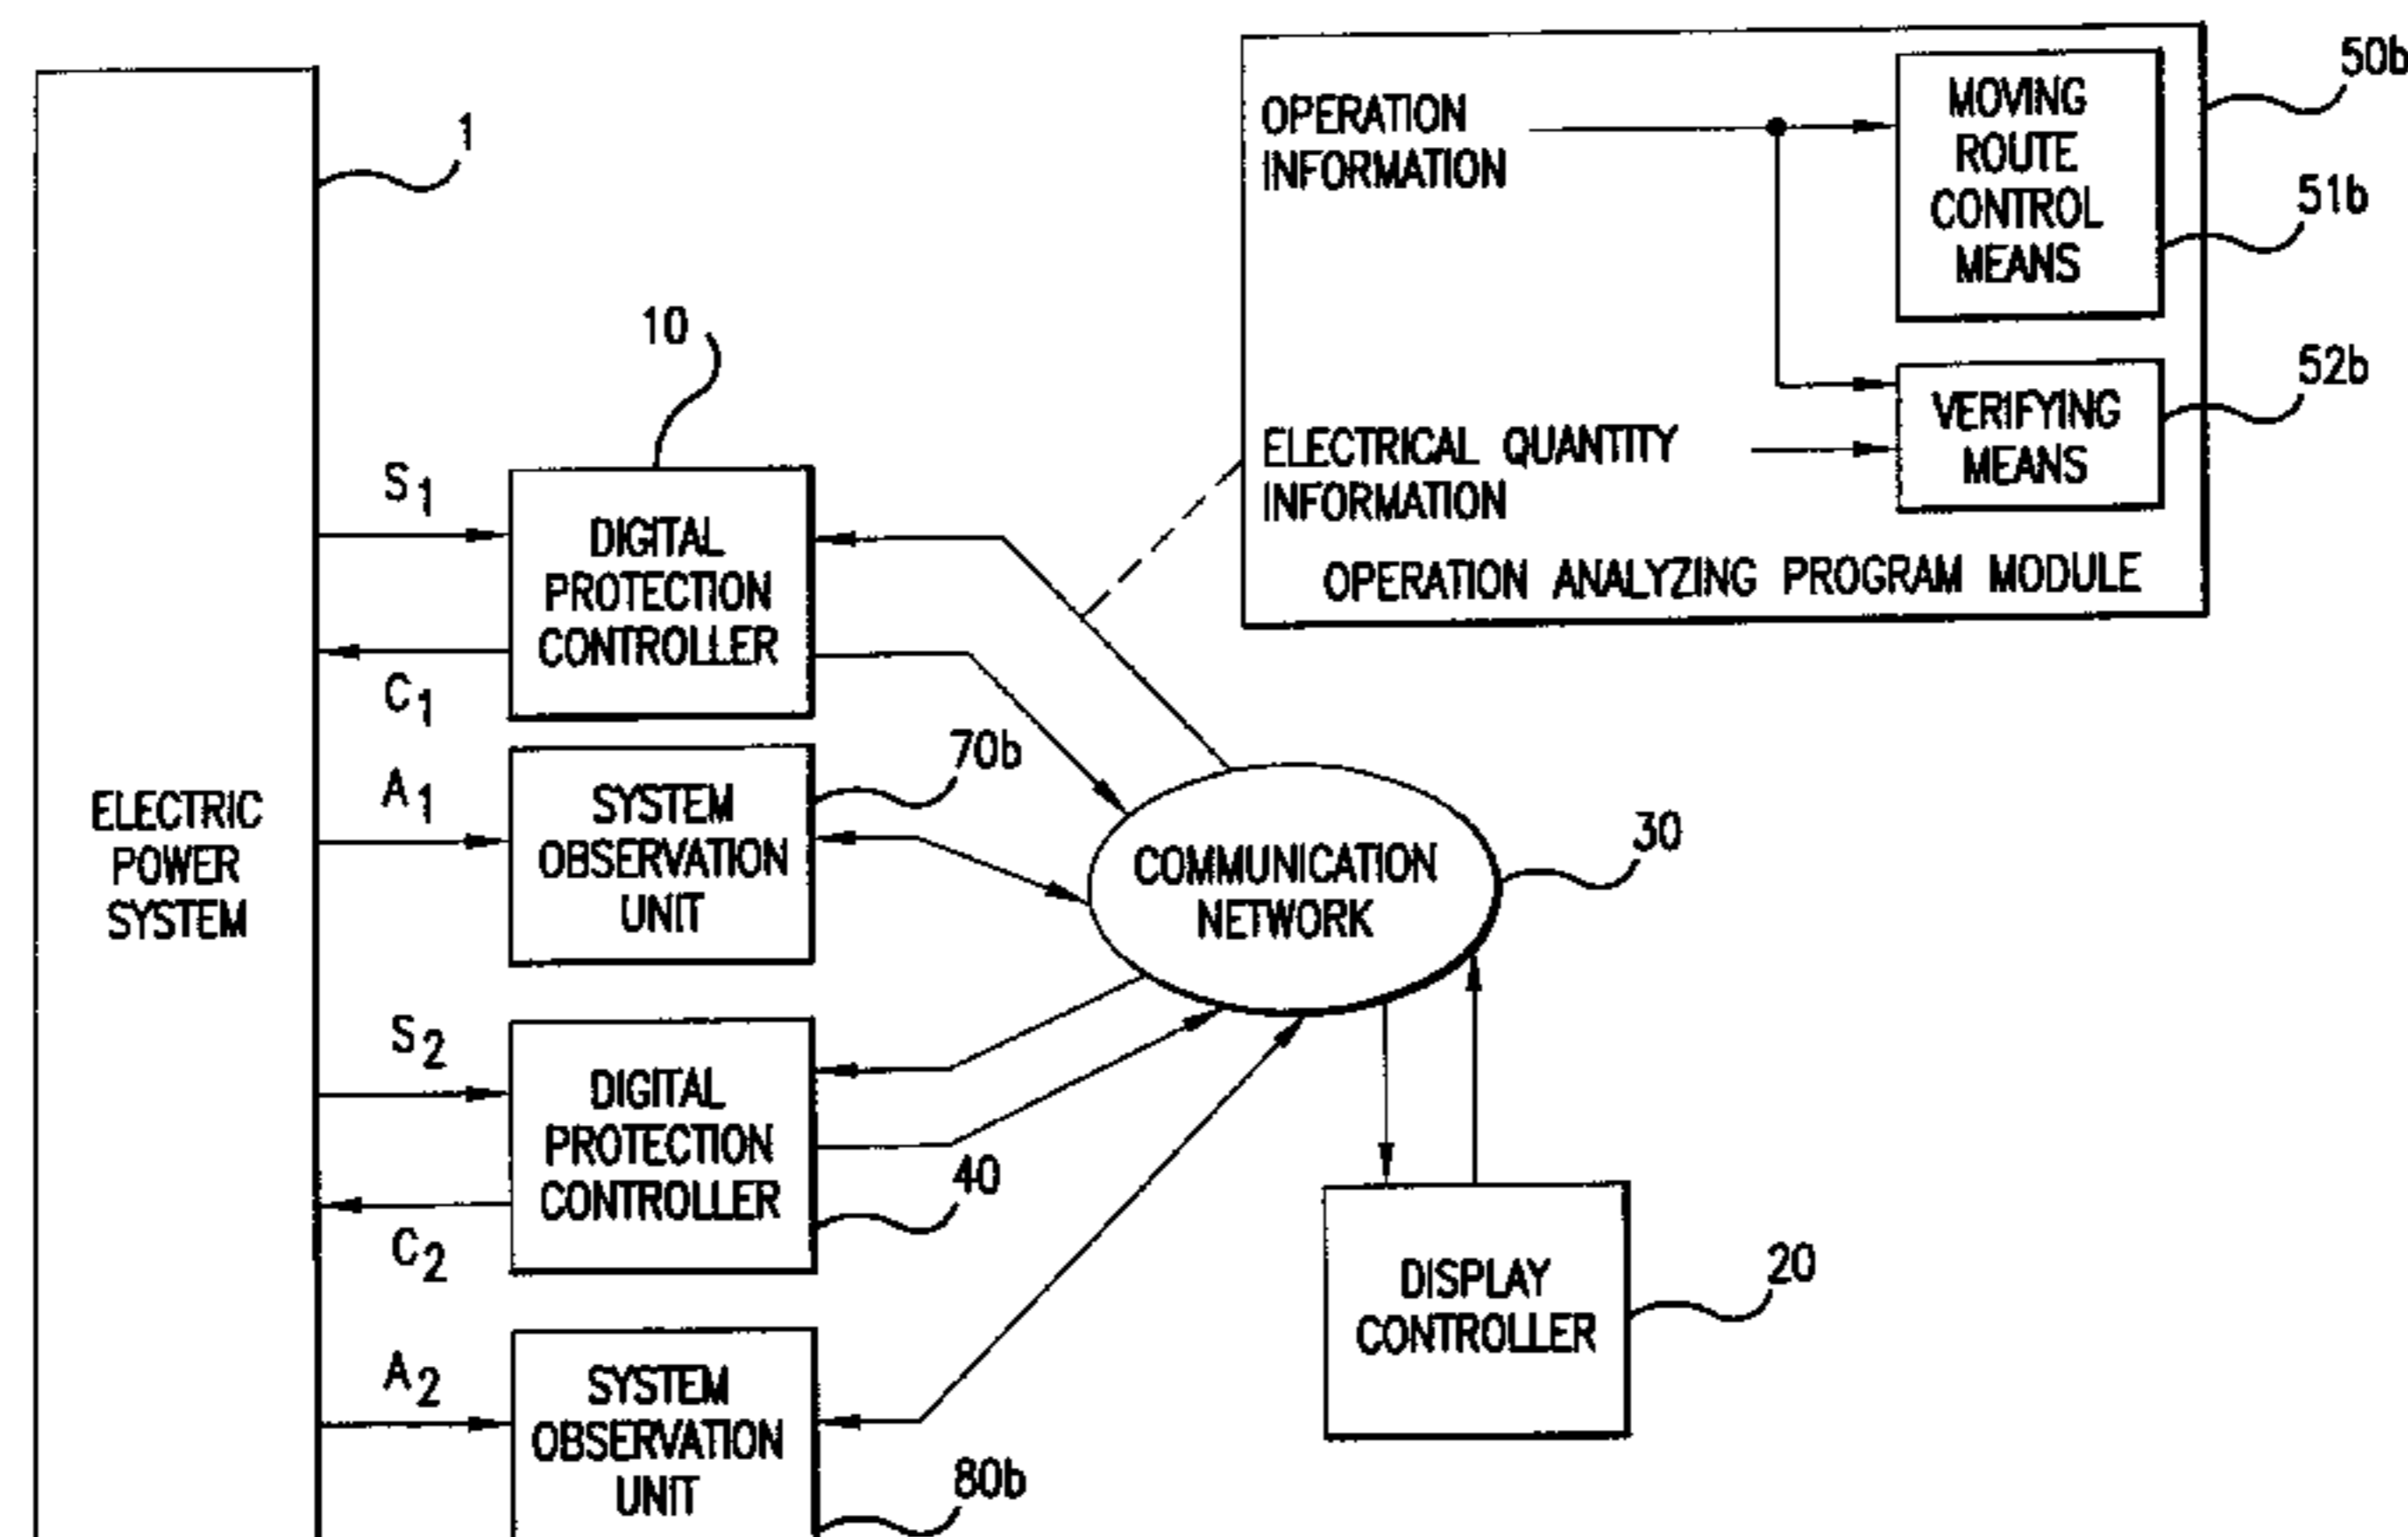 1
ELECTRIC
POWER
SYSTEM
S1
C1
A1
S2
C2
A2
10
DIGITAL
PROTECTION
CONTROLLER
70b
SYSTEM
OBSERVATION
UNIT
DIGITAL
PROTECTION
CONTROLLER
40
SYSTEM
OBSERVATION
UNIT
80b
COMMUNICATION
NETWORK
30
DISPLAY
CONTROLLER
20
OPERATION
INFORMATION
MOVING
ROUTE
CONTROL
MEANS
50b
51b
ELECTRICAL QUANTITY
INFORMATION
VERIFYING
MEANS
52b
OPERATION ANALYZING PROGRAM MODULE